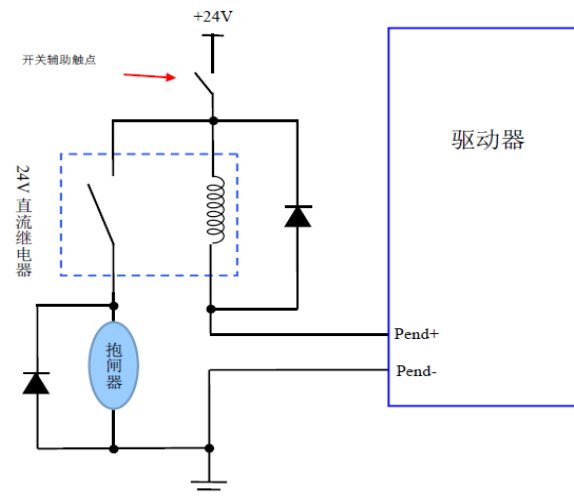 +24V
开关辅助触点
驱动器
24V 直流继电器
Pend+
抱闸器
Pend-